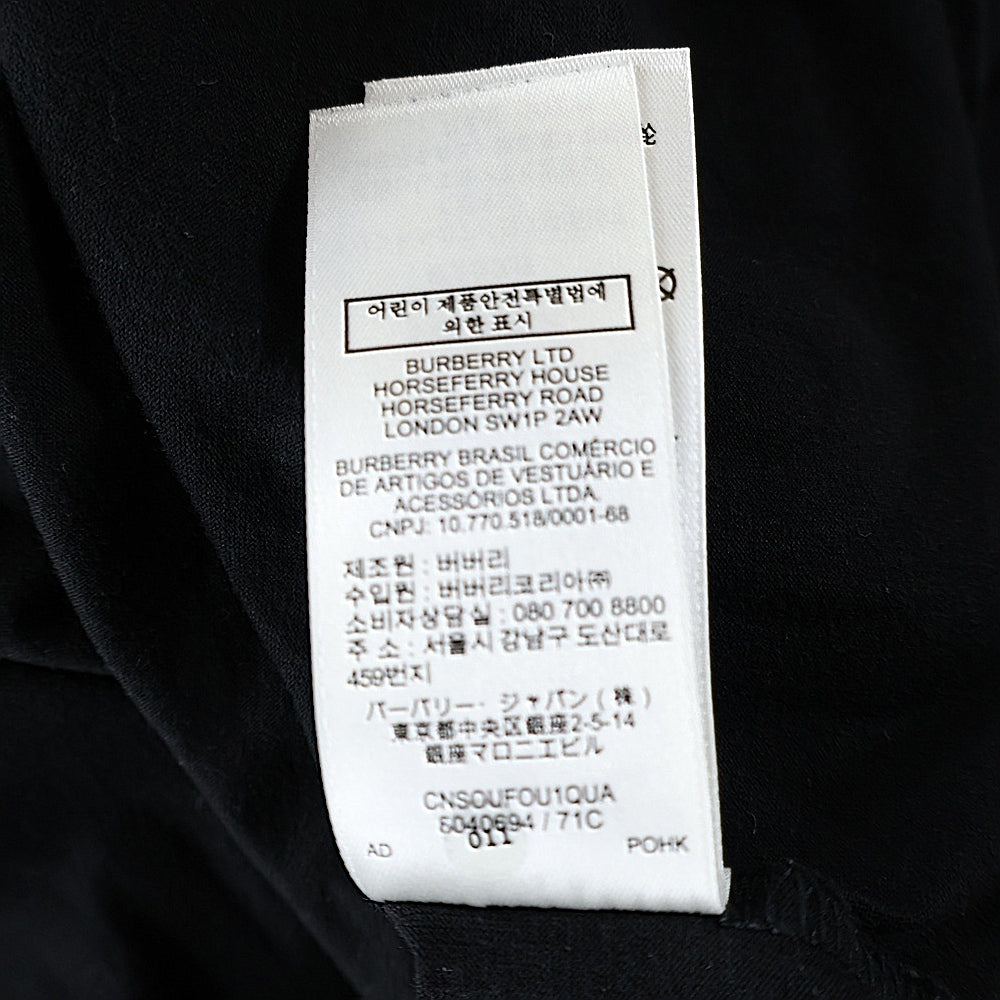 어린이 제품안전특별법에
의한 표시
BURBERRY LTD
HORSEFERRY HOUSE
HORSEFERRY ROAD
LONDON SW1P 2AW
BURBERRY BRASIL COMÉRCIO
DE ARTIGOS DE VESTUÁRIO E
ACESSÓRIOS LTDA
CNPJ: 10.770.518/0001-68
제조원 : 버버리
수입원 : 버버리코리아㈜
소비자상담실 : 080 700 8800
주 소 : 서울시 강남구 도산대로
459번지
バーバリー・ジャパン(株)
東京都中央区銀座2-5-14
銀座マロニエビル
CNSOUFOU1QUA
5040694 / 71C
011
AD
POHK